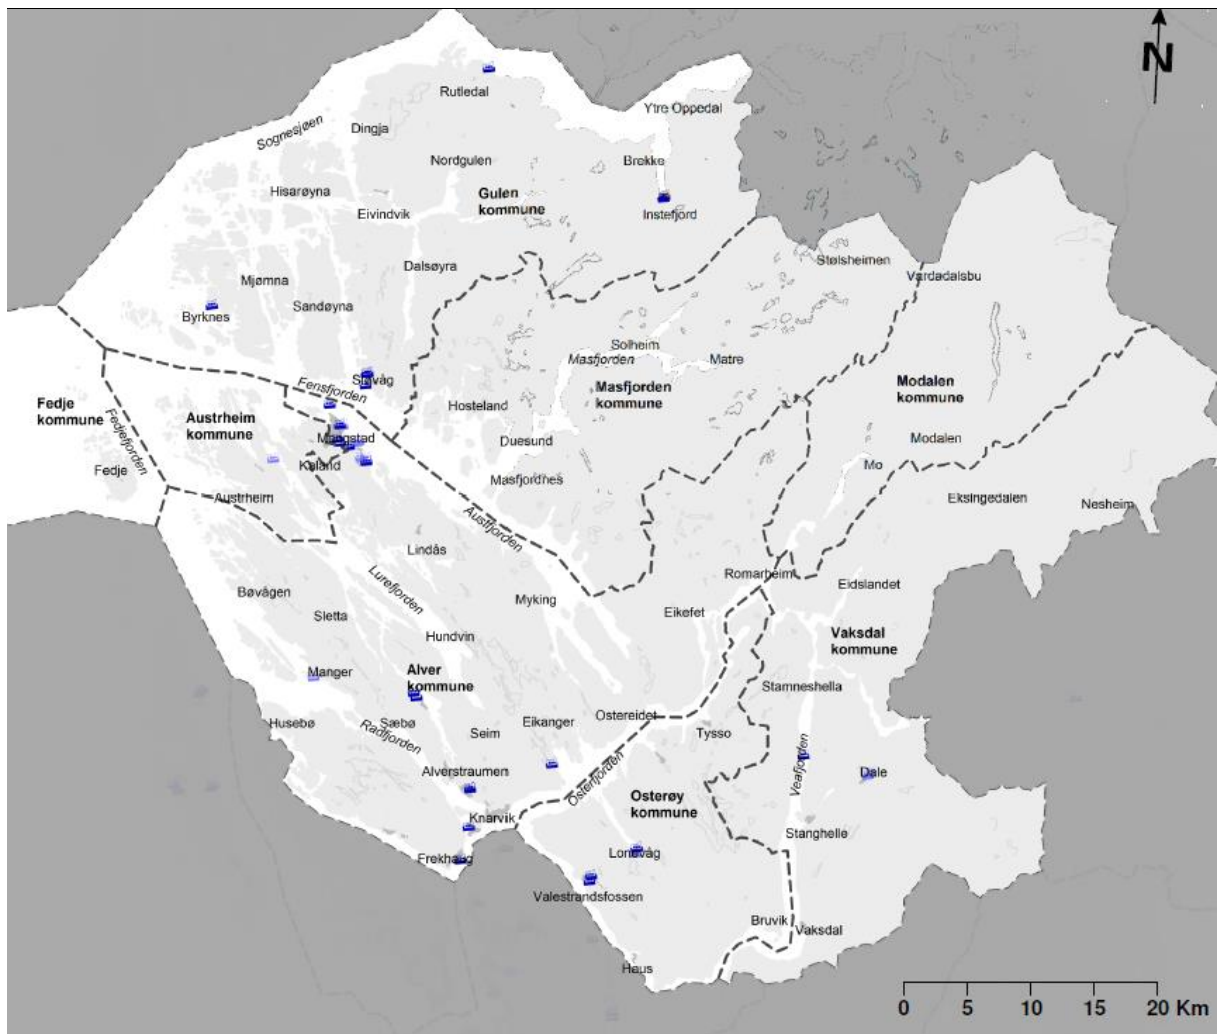 N
Rutledal
Ytre Oppedal
Sognesjøen
Dingja
Nordgulen
Brekke
Hisarøyna
Gulen
kommune
Eivindvik
Instefjord
Dalsøyra
Stølsheimen
Vardadalsbu
Mjømna
Sandøyna
Byrknes
Solheim
Masfjorden
Matre
Fensfjorden
Masfjorden
kommune
Modalen
kommune
Fedje
kommune
Fedjefjorden
Austrheim
kommune
Hosteland
Duesund
Modalen
Mo
Fedje
Kaland
Masfjordnes
Austrheim
Eksingedalen
Nesheim
Austfjorden
Lindås
Romarheim
Lurefjorden
Eidslandet
Bøvågen
Myking
Sletta
Eikefet
Hundvin
Vaksdal
kommune
Manger
Alver
kommune
Stamneshella
Husebø
Sæbø
Radfjorden
Seim
Eikanger
Ostereidet
Tysso
Veafjorden
Alverstraumen
Osterfjorden
Dale
Osterøy
kommune
Knarvik
Stanghelle
Frekhaug
Lonevåg
Valestrandsfossen
Bruvik
Vaksdal
Haus
0 5 10 15 20 Km